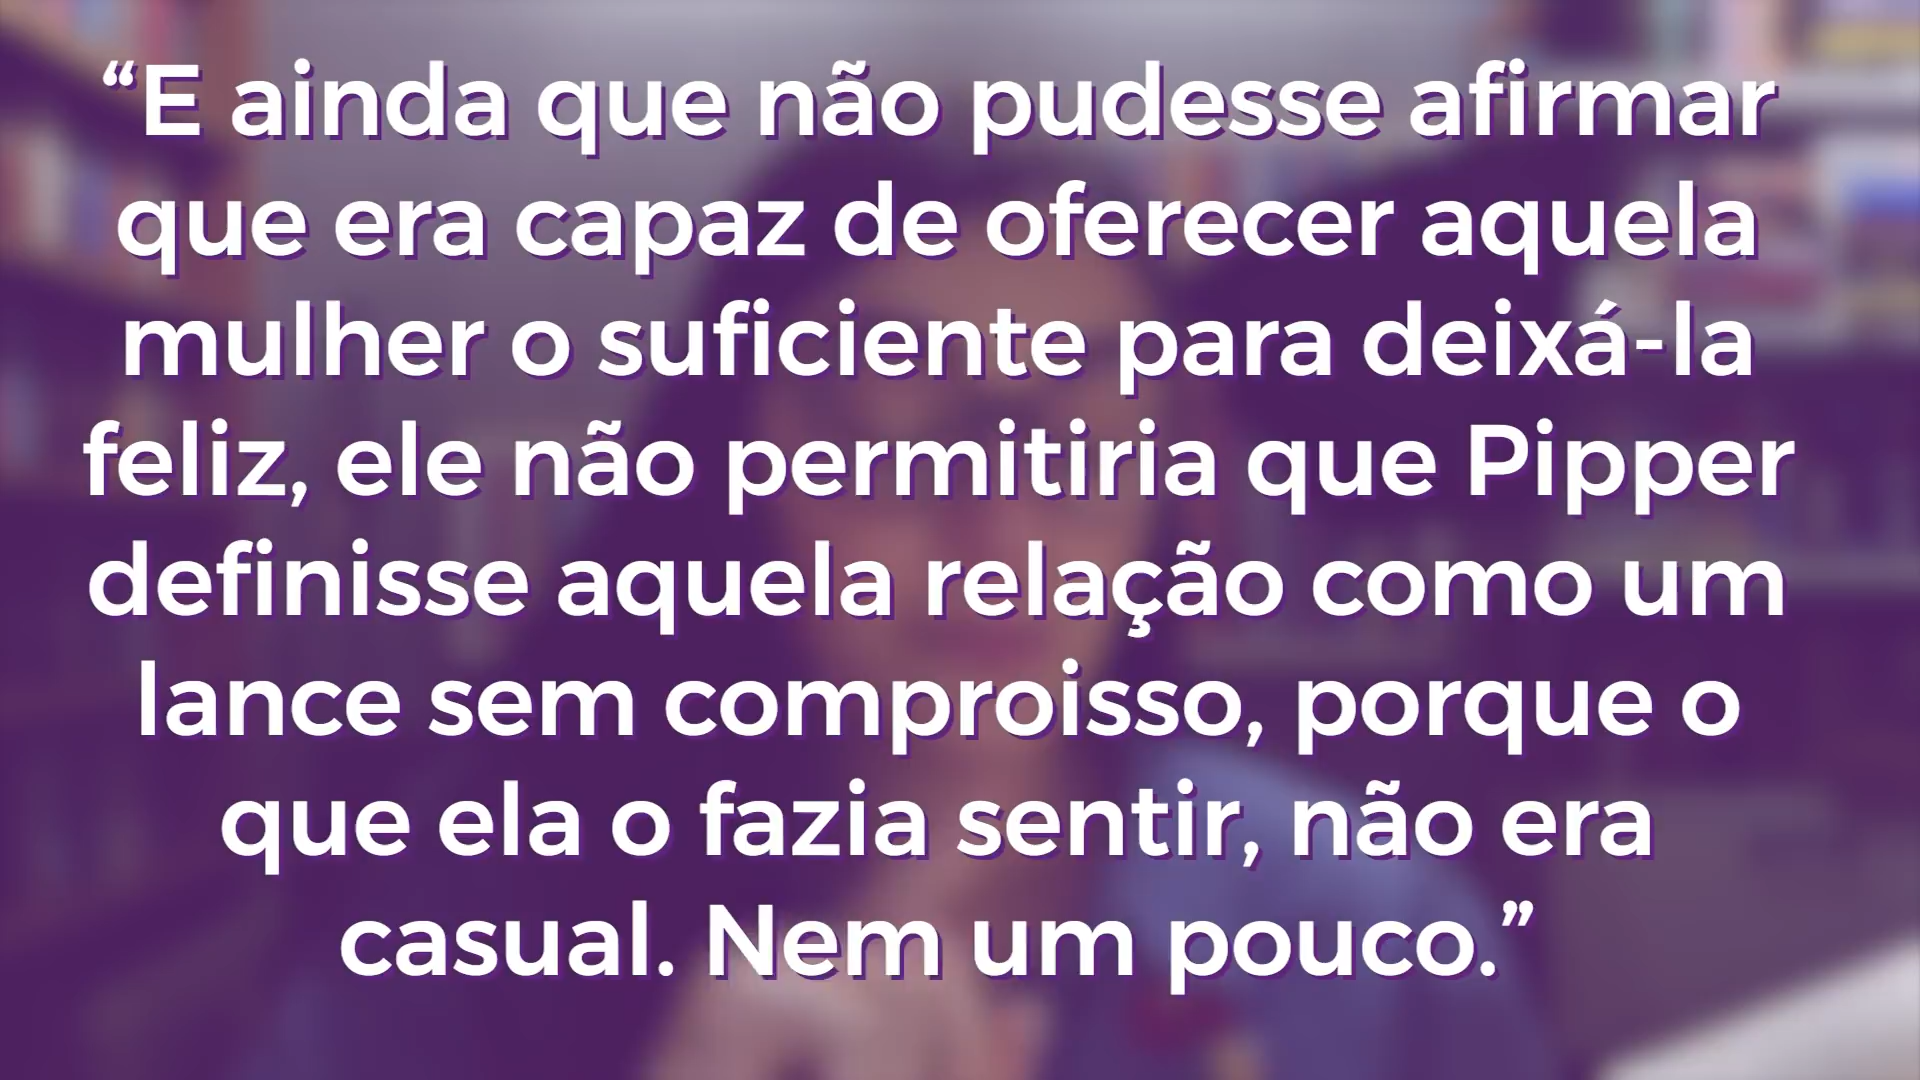 “E ainda que não pudesse afirmar
que era capaz de oferecer aquela
mulher o suficiente para deixá-la
feliz, ele não permitiria que Pipper
definisse aquela relação como um
lance sem comproisso, porque o
que ela o fazia sentir, não era
casual. Nem um pouco.”